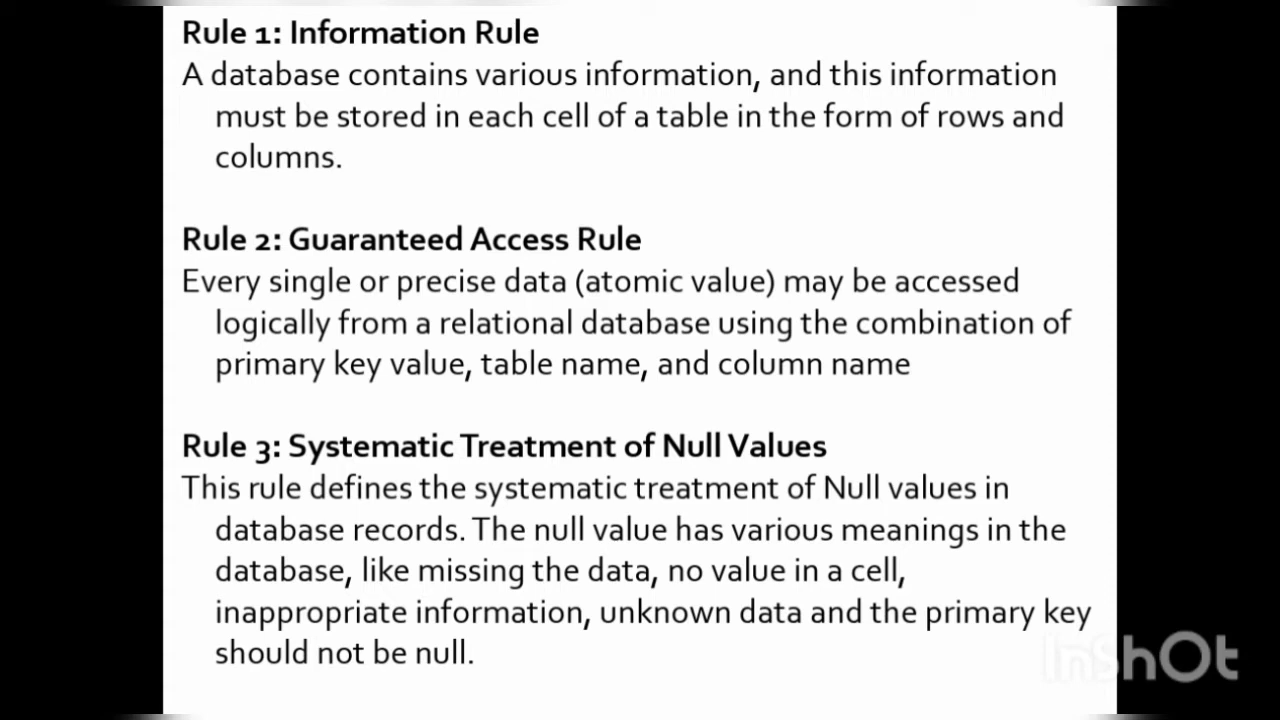 Rule 1: Information Rule
A database contains various information, and this information
must be stored in each cell of a table in the form of rows and
columns.
Rule 2: Guaranteed Access Rule
Every single or precise data (atomic value) may be accessed
logically from a relational database using the combination of
primary key value, table name, and column name
Rule 3: Systematic Treatment of Null Values
This rule defines the systematic treatment of Null values in
database records. The null value has various meanings in the
database, like missing the data, no value in a cell,
inappropriate information, unknown data and the primary key
should not be null.
InShOt